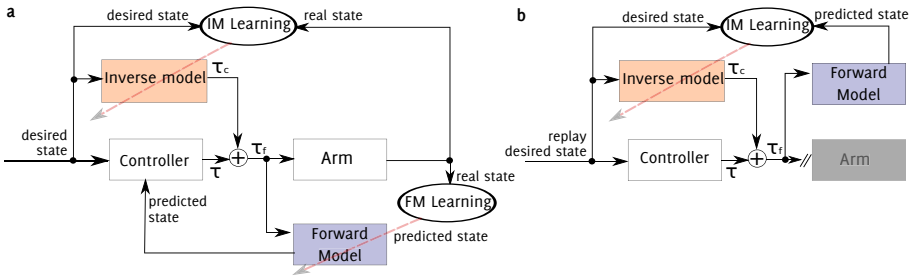 a
desired state
IM Learning
real state
Inverse model
τc
desired
state
Controller
τ
+
τf
Arm
real state
predicted
state
FM Learning
Forward
Model
predicted state
b
desired state
IM Learning
predicted state
Inverse model
τc
Forward
Model
replay
desired state
Controller
τ
+
τf
//
Arm